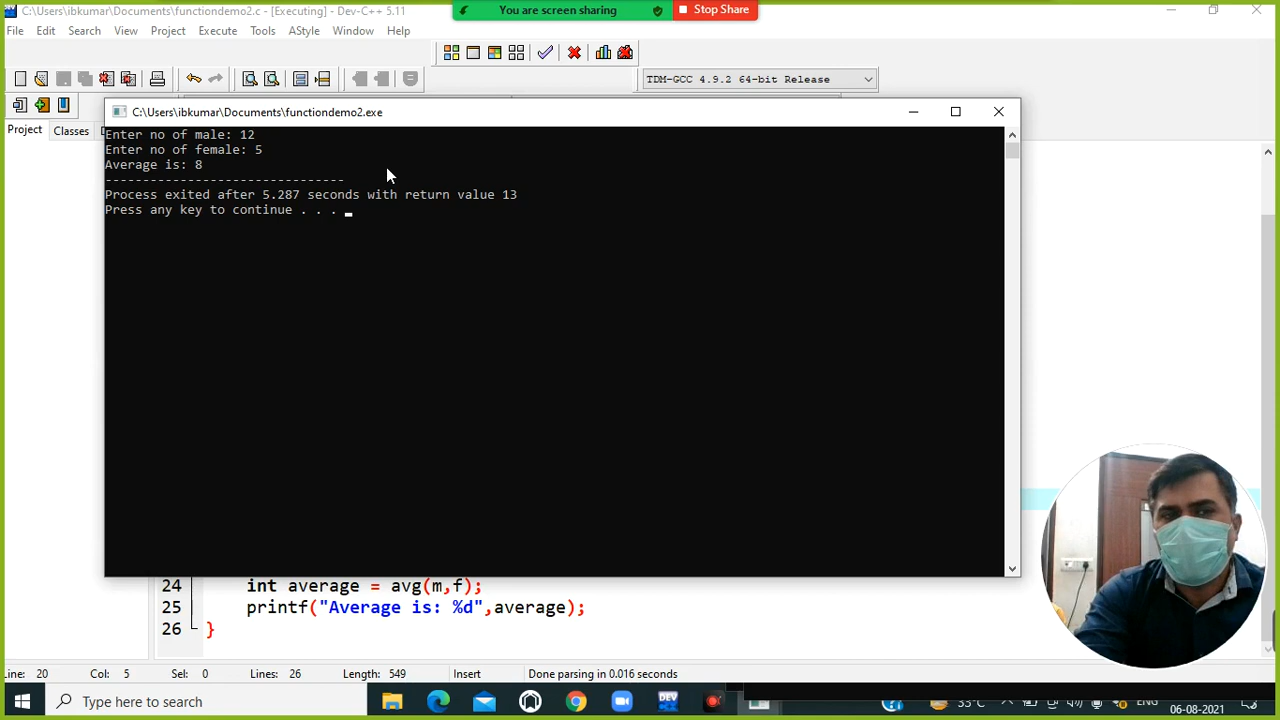 C:\Users\ibkumar\Documents\functiondemo2.c - [Executing] - Dev-C++ 5.11
You are screen sharing
Stop Share
File Edit Search View Project Execute Tools AStyle Window Help
TDM-GCC 4.9.2 64-bit Release
Project Classes
C:\Users\ibkumar\Documents\functiondemo2.exe
Enter no of male: 12
Enter no of female: 5
Average is: 8
--------------------------------
Process exited after 5.287 seconds with return value 13
Press any key to continue . . .
24 int average = avg(m,f);
25 printf("Average is: %d",average);
26 }
Line: 20 Col: 5 Sel: 0 Lines: 26 Length: 549 Insert Done parsing in 0.016 seconds
Type here to search
DEV
33°C
ENG
06-08-2021